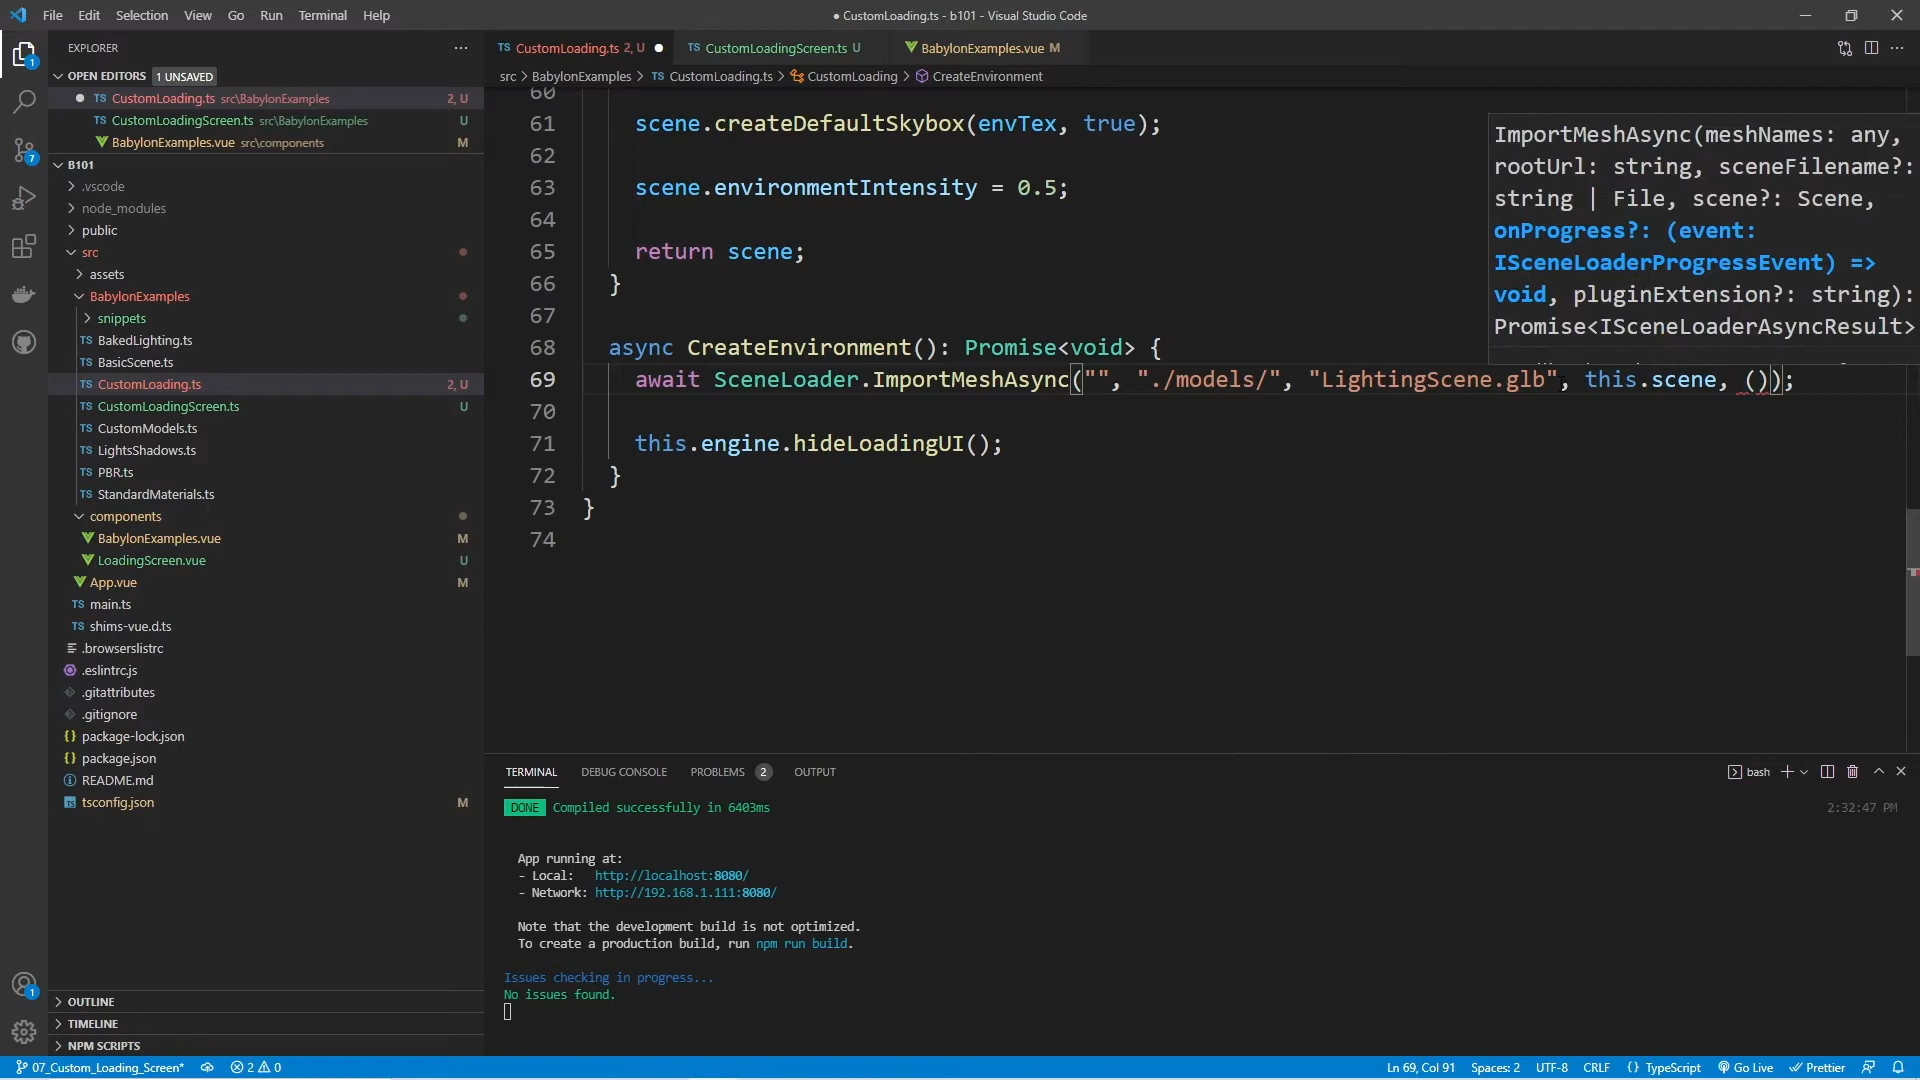 File Edit Selection View Go Run Terminal Help
● CustomLoading.ts - b101 - Visual Studio Code
EXPLORER
OPEN EDITORS 1 UNSAVED
TS CustomLoading.ts src\BabylonExamples 2, U
TS CustomLoadingScreen.ts src\BabylonExamples U
BabylonExamples.vue src\components M
B101
.vscode
node_modules
public
src
assets
BabylonExamples
snippets
TS BakedLighting.ts
TS BasicScene.ts
TS CustomLoading.ts 2, U
TS CustomLoadingScreen.ts U
TS CustomModels.ts
TS LightsShadows.ts
TS PBR.ts
TS StandardMaterials.ts
components
BabylonExamples.vue M
LoadingScreen.vue U
App.vue M
TS main.ts
TS shims-vue.d.ts
.browserslistrc
.eslintrc.js
.gitattributes
.gitignore
{} package-lock.json
{} package.json
README.md
tsconfig.json M
OUTLINE
TIMELINE
NPM SCRIPTS
TS CustomLoading.ts 2, U ● TS CustomLoadingScreen.ts U BabylonExamples.vue M
src > BabylonExamples > TS CustomLoading.ts > CustomLoading > CreateEnvironment
60
61 scene.createDefaultSkybox(envTex, true);
62
63 scene.environmentIntensity = 0.5;
64
65 return scene;
66 }
67
68 async CreateEnvironment(): Promise<void> {
69 await SceneLoader.ImportMeshAsync("", "./models/", "LightingScene.glb", this.scene, ());
70
71 this.engine.hideLoadingUI();
72 }
73 }
74
ImportMeshAsync(meshNames: any,
rootUrl: string, sceneFilename?:
string | File, scene?: Scene,
onProgress?: (event:
ISceneLoaderProgressEvent) =>
void, pluginExtension?: string):
Promise<ISceneLoaderAsyncResult>
TERMINAL DEBUG CONSOLE PROBLEMS 2 OUTPUT
bash
DONE Compiled successfully in 6403ms 2:32:47 PM
App running at:
- Local: http://localhost:8080/
- Network: http://192.168.1.111:8080/
Note that the development build is not optimized.
To create a production build, run npm run build.
Issues checking in progress...
No issues found.
1
7
1
07_Custom_Loading_Screen* 2 0
Ln 69, Col 91 Spaces: 2 UTF-8 CRLF {} TypeScript Go Live Prettier